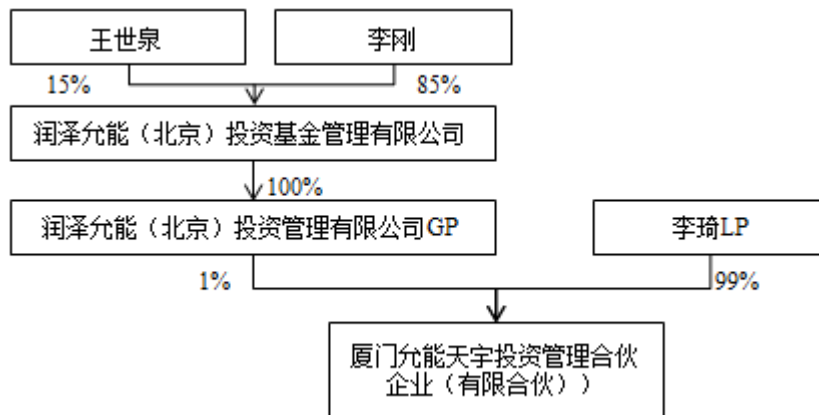 王世泉
李刚
15%
85%
润泽允能（北京）投资基金管理有限公司
100%
润泽允能（北京）投资管理有限公司GP
李琦LP
1%
99%
厦门允能天宇投资管理合伙
企业（有限合伙））